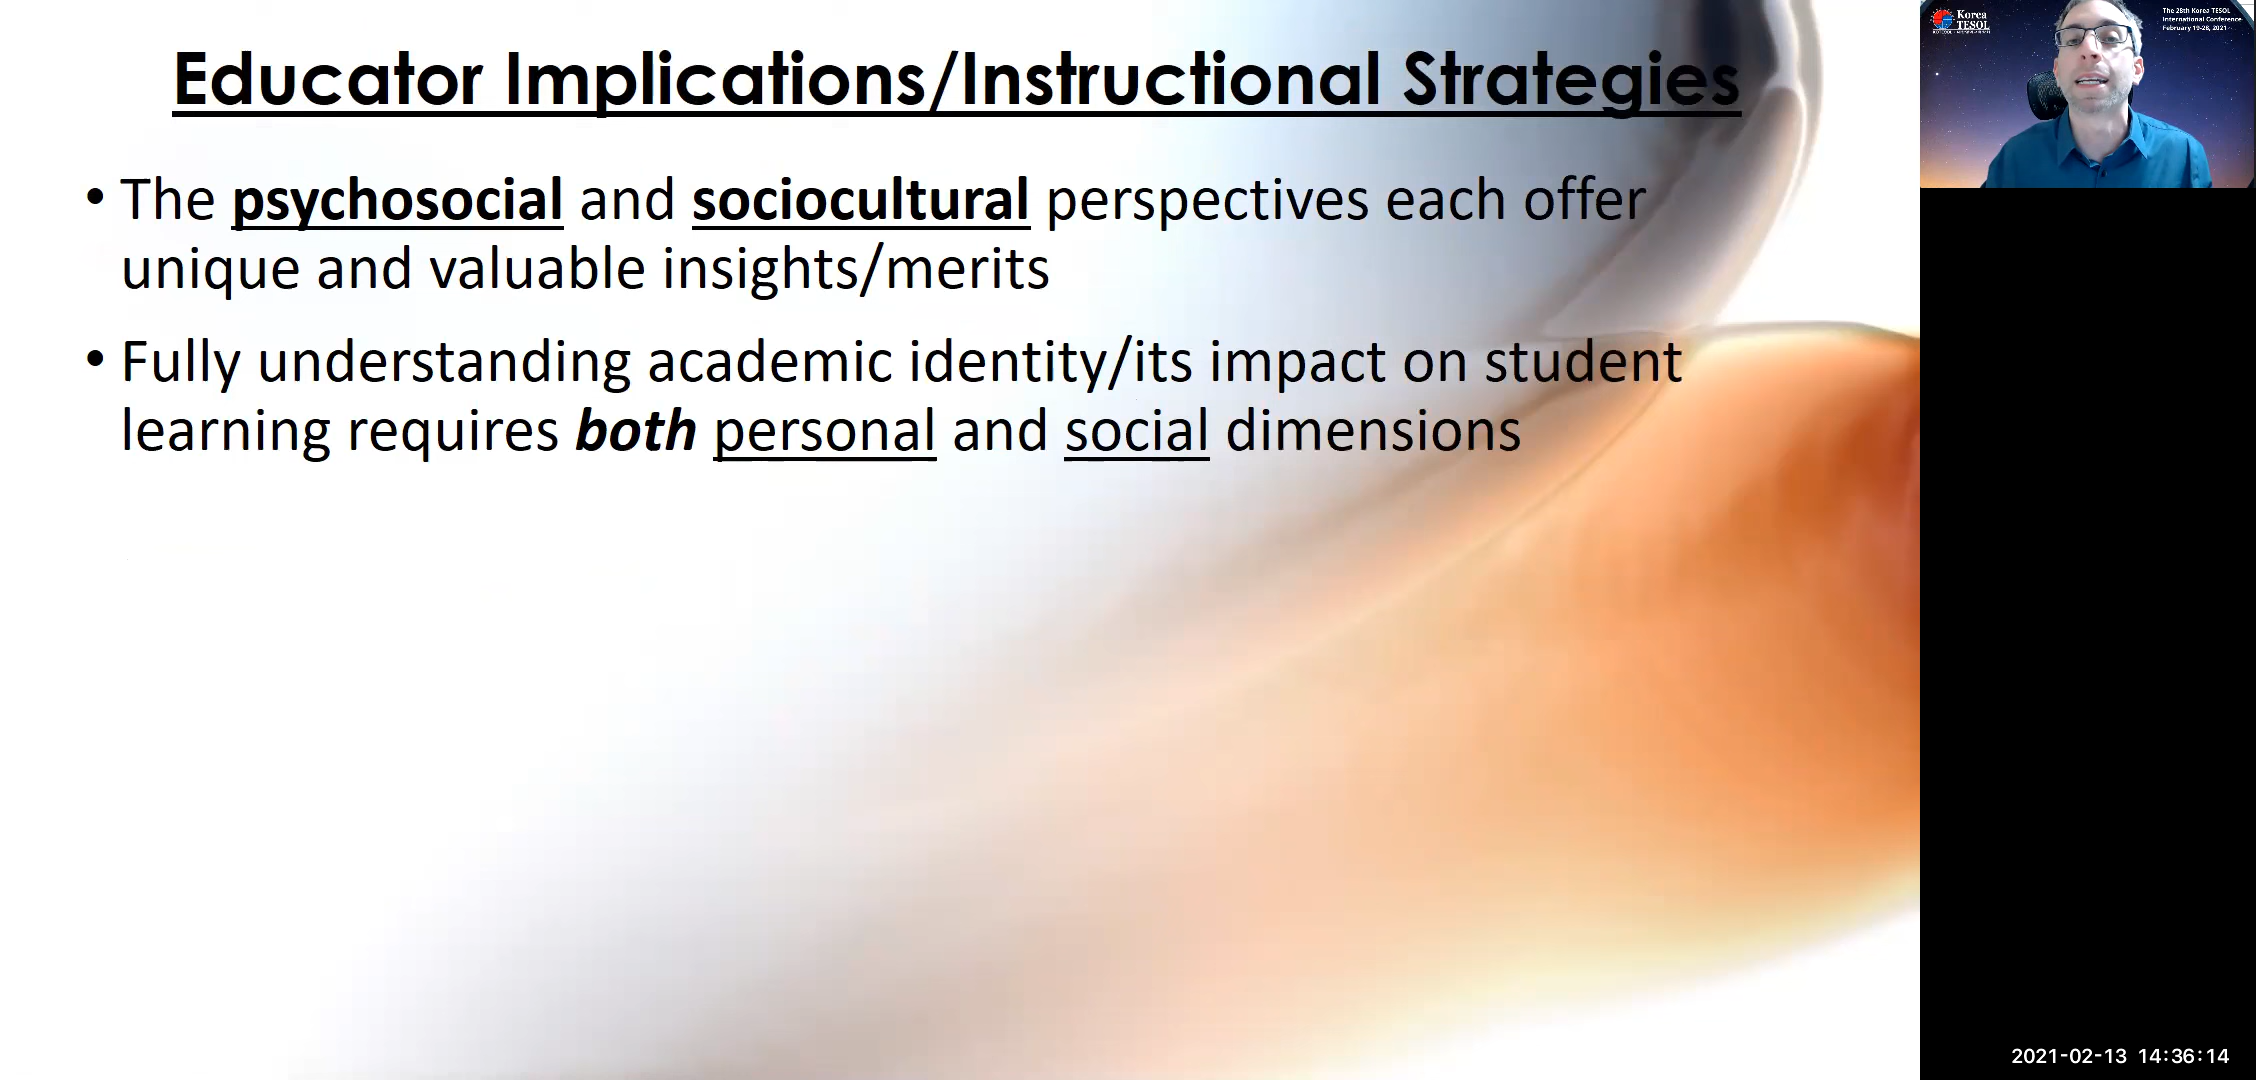 Educator Implications/Instructional Strategies
• The psychosocial and sociocultural perspectives each offer
unique and valuable insights/merits
• Fully understanding academic identity/its impact on student
learning requires both personal and social dimensions
Korea
TESOL
The 28th Korea TESOL
International Conference
February 19-28, 2021
2021-02-13 14:36:14